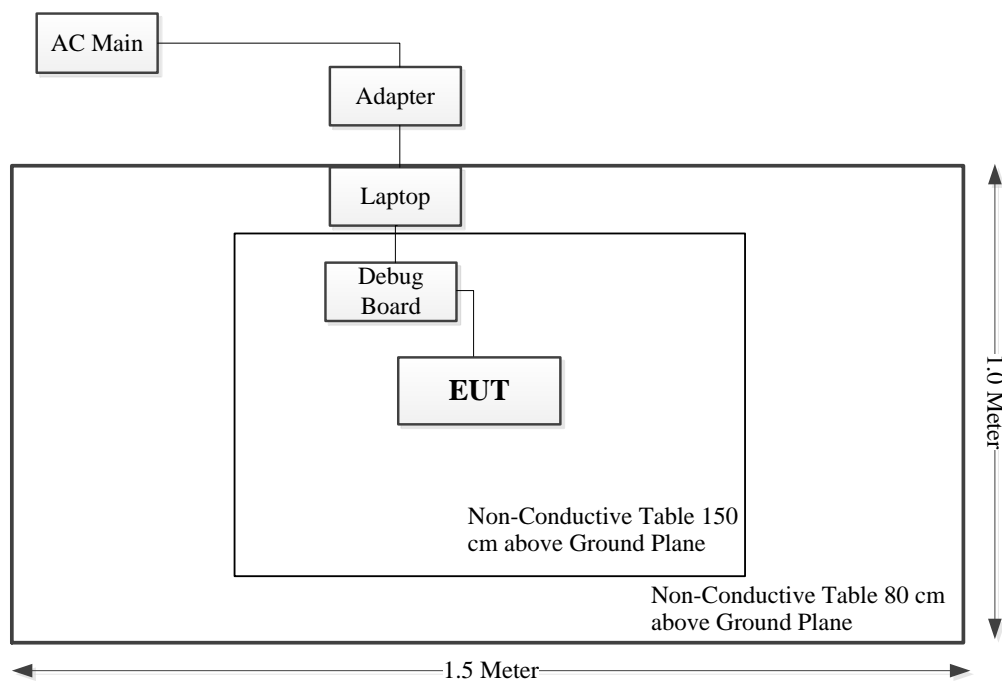 AC Main
Adapter
Laptop
Debug
Board
EUT
Non-Conductive Table 150
cm above Ground Plane
Non-Conductive Table 80 cm
above Ground Plane
1.0 Meter
1.5 Meter